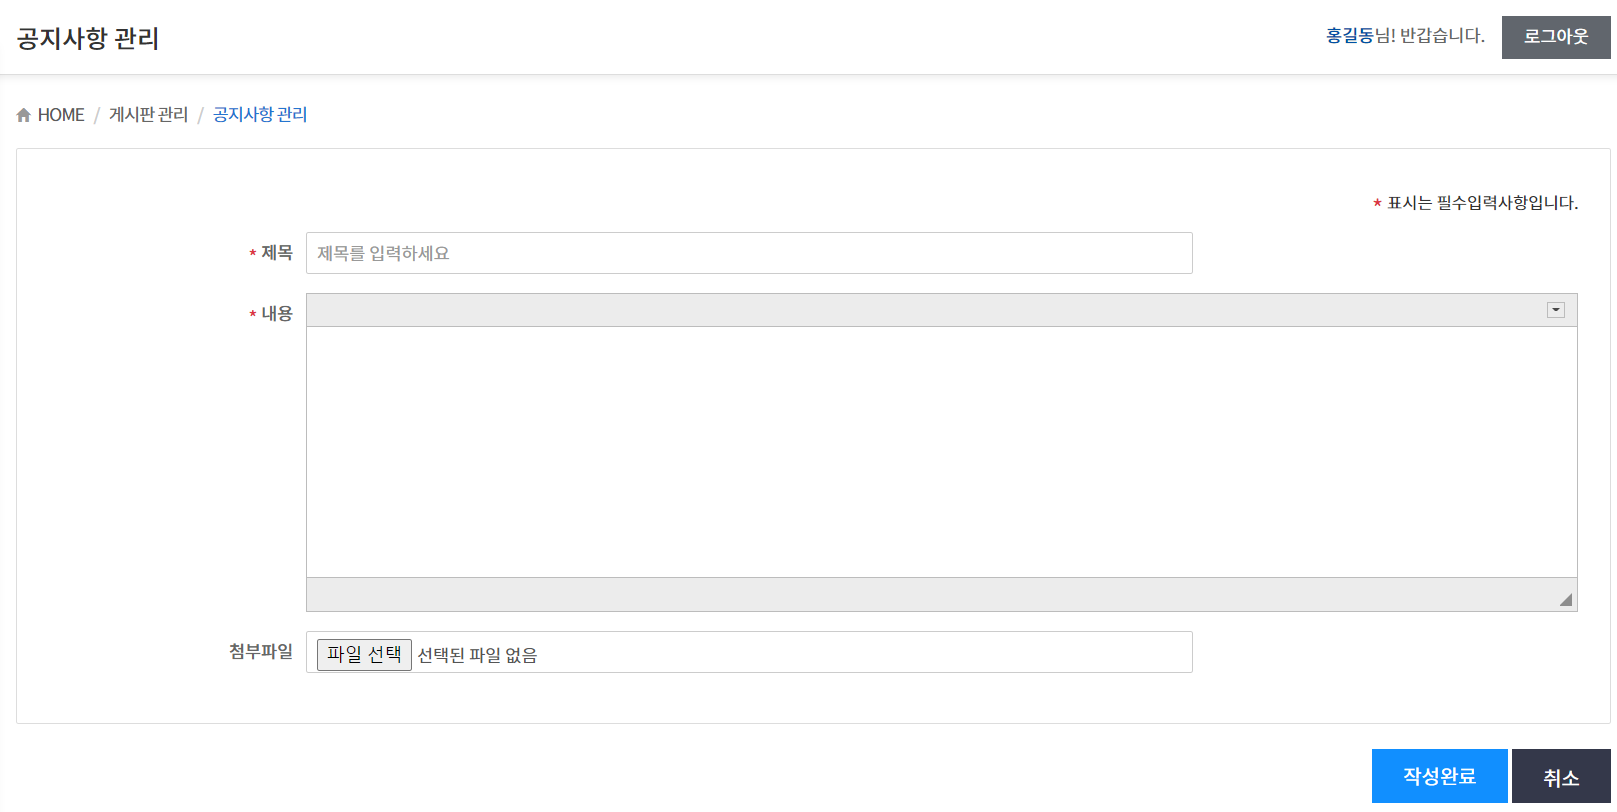 공지사항 관리
홍길동님! 반갑습니다.
로그아웃
HOME / 게시판 관리 / 공지사항 관리
* 표시는 필수입력사항입니다.
* 제목
제목를 입력하세요
* 내용
첨부파일
파일 선택 선택된 파일 없음
작성완료
취소